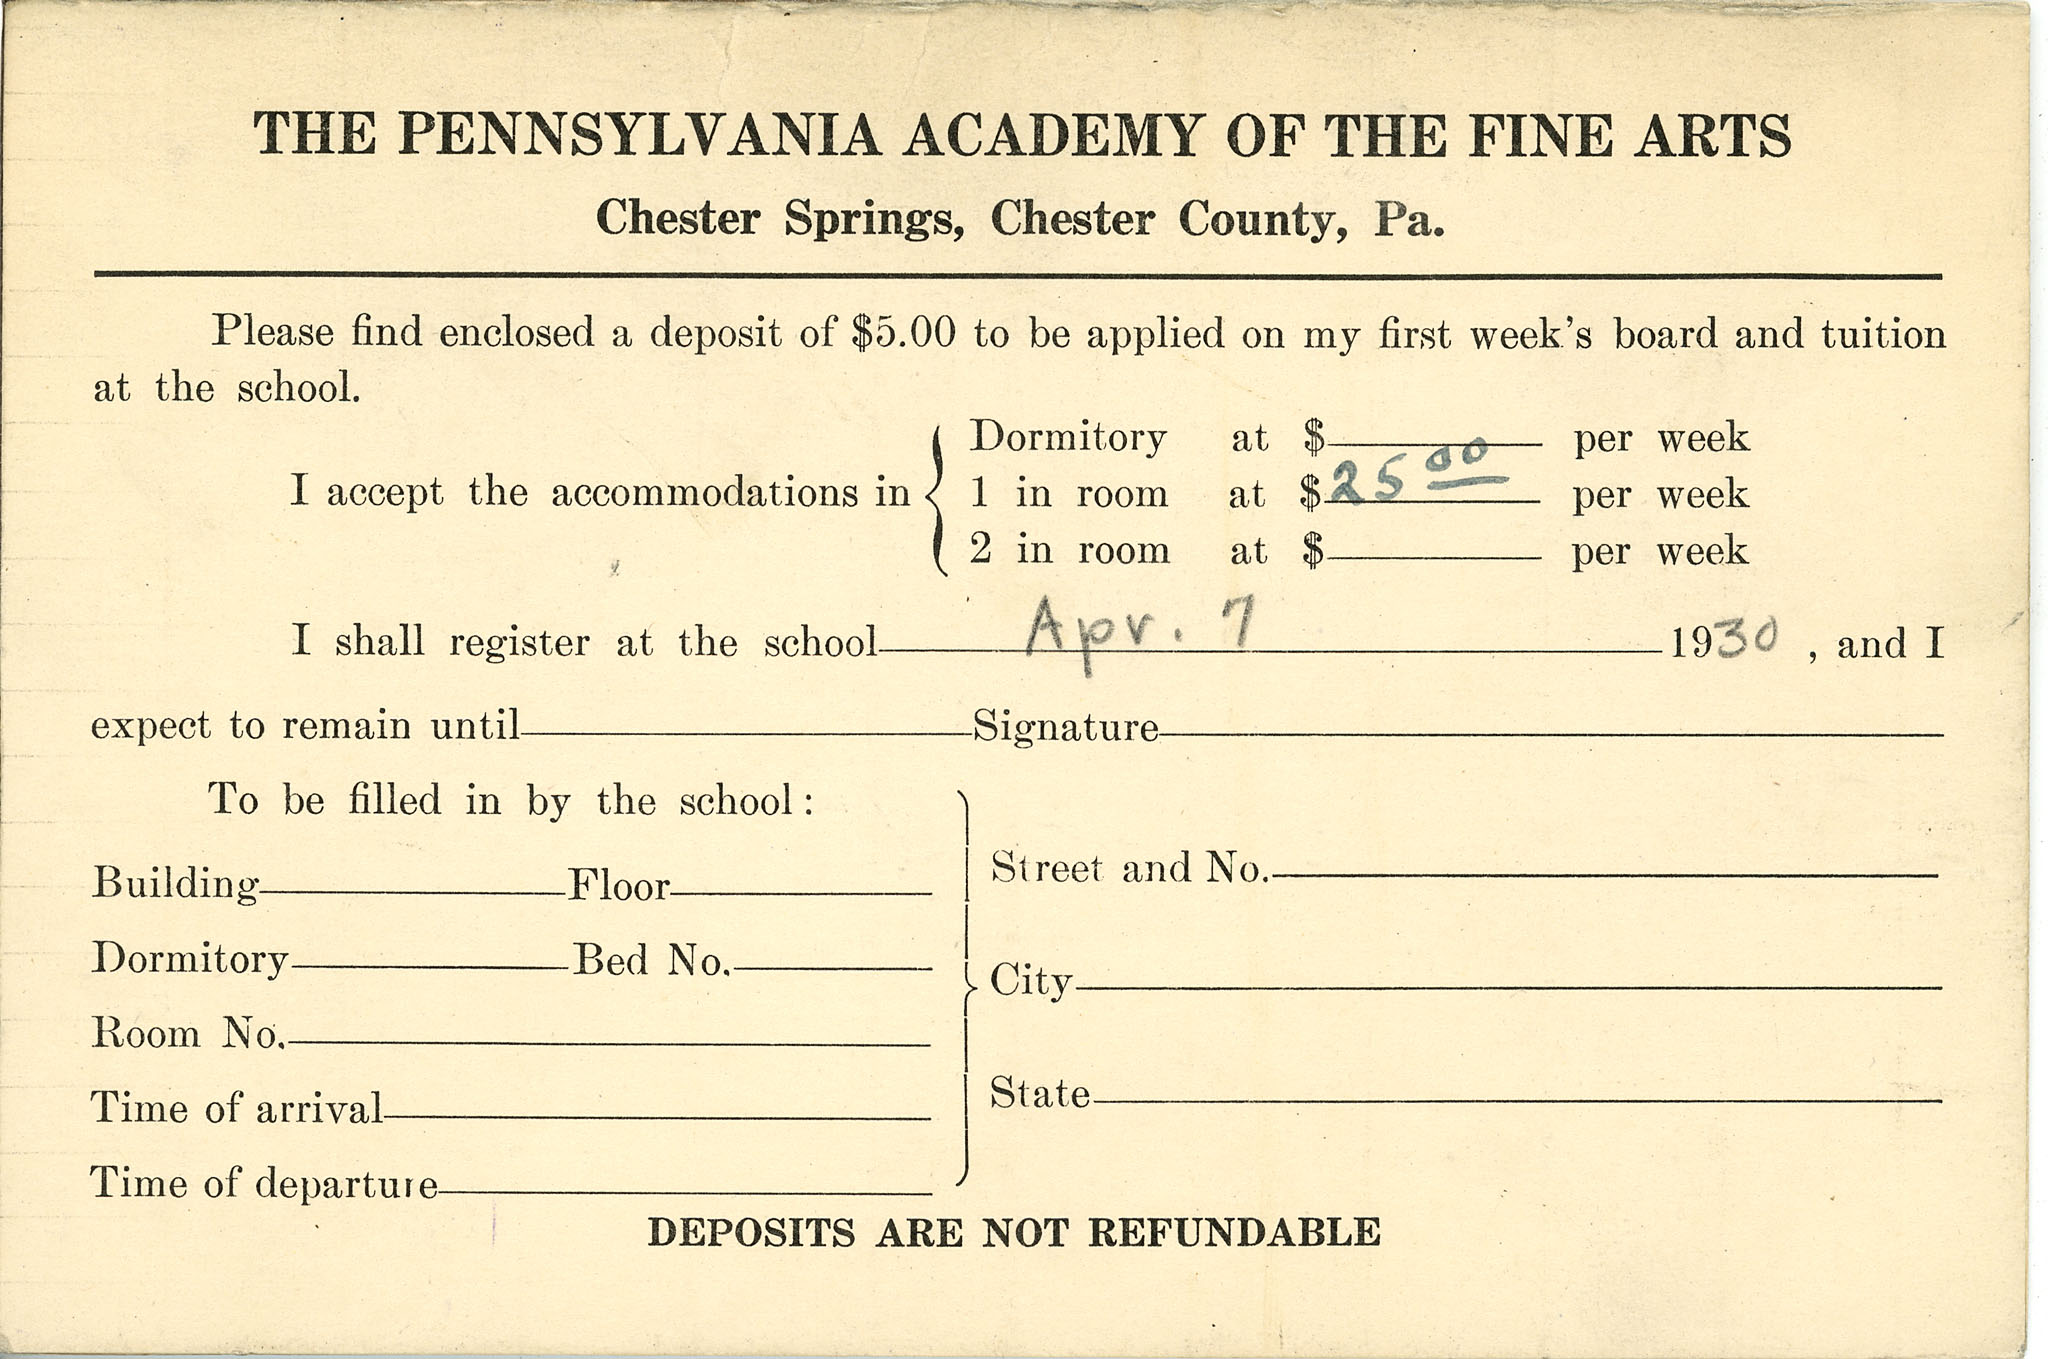 THE PENNSYLVANIA ACADEMY OF THE FINE ARTS
Chester Springs, Chester County, Pa.
Please find enclosed a deposit of $5.00 to be applied on my first week's board and tuition
at the school.
I accept the accommodations in
Dormitory at $ per week
1 in room at $25 00 per week
2 in room at $ per week
I shall register at the school Apr. 7 1930, and I
expect to remain until Signature
To be filled in by the school:
Building Floor
Dormitory Bed No.
Room No.
Time of arrival
Time of departure
Street and No.
City
State
DEPOSITS ARE NOT REFUNDABLE